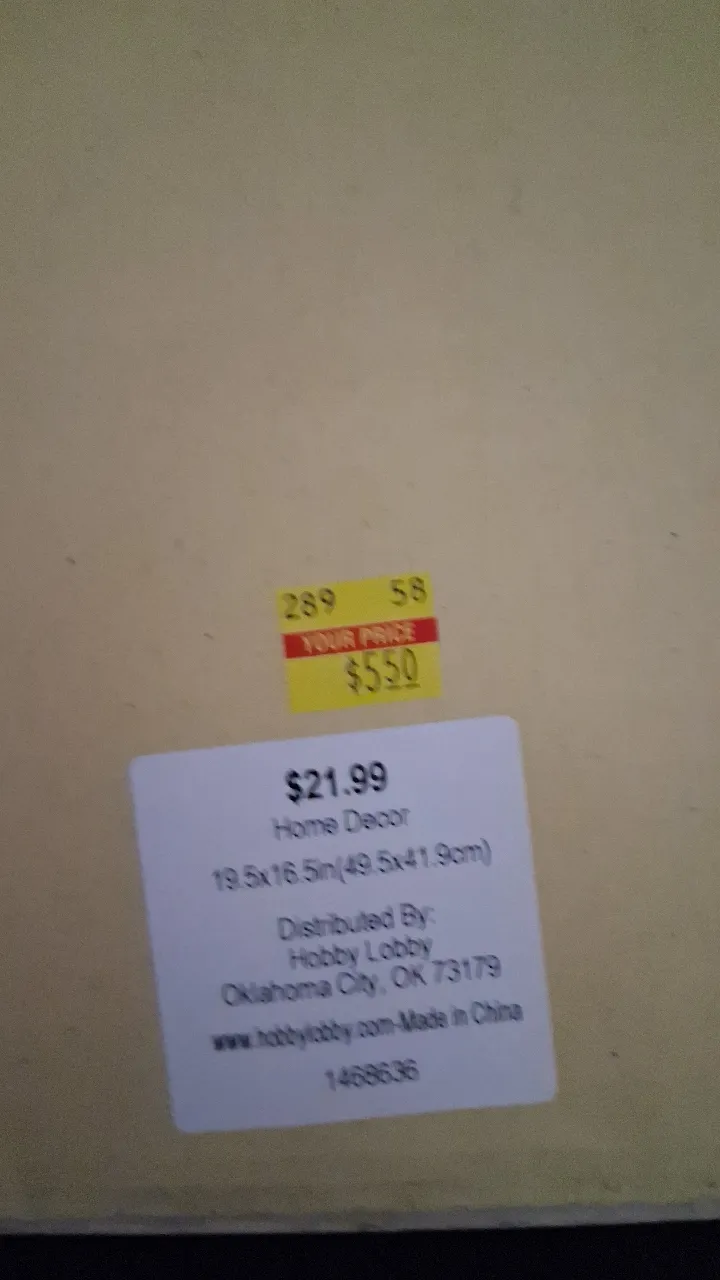 289 58
YOUR PRICE
$550
$21.99
Home Decor
19.5x16.5in(49.5x41.9cm)
Distributed By:
Hobby Lobby
Oklahoma City, OK 73179
www.hobbylobby.com-Made in China
1468636